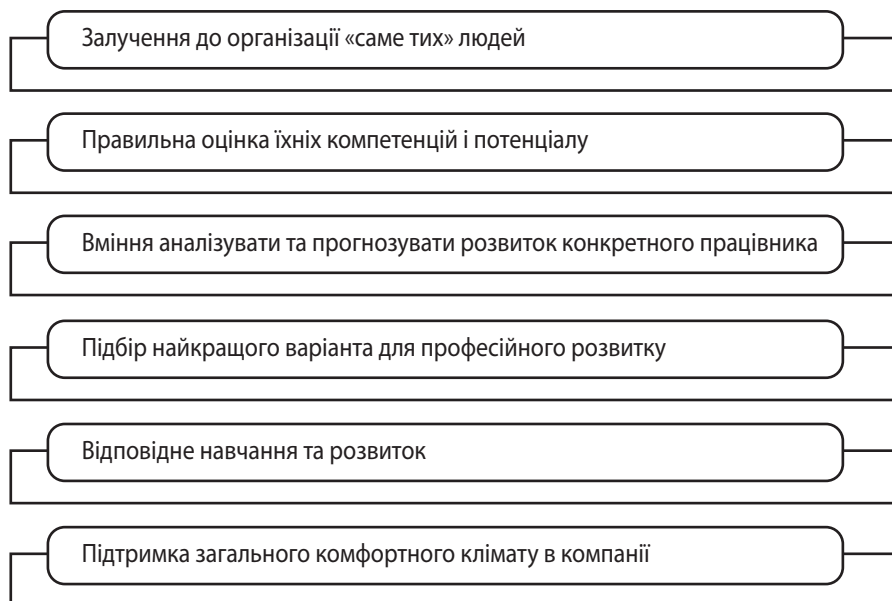 Залучення до організації «саме тих» людей
Правильна оцінка їхніх компетенцій і потенціалу
Вміння аналізувати та прогнозувати розвиток конкретного працівника
Підбір найкращого варіанта для професійного розвитку
Відповідне навчання та розвиток
Підтримка загального комфортного клімату в компанії